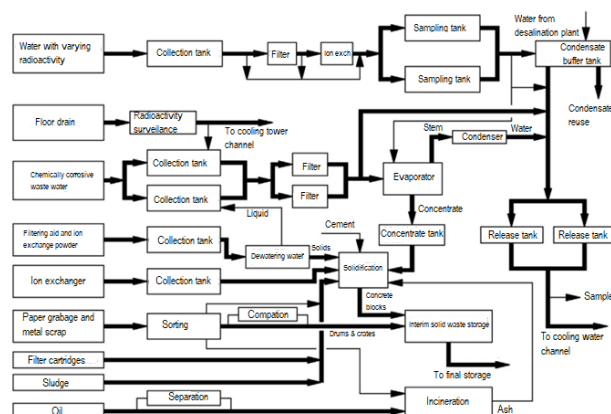 Water with varying
radioactivity
Collection tank
Filter
Ion exch
Sampling tank
Sampling tank
Water from
desalination plant
Condensate
buffer tank
Condensate
reuse
Floor drain
Radioactivity
surveilance
To cooling tower
channel
Stem
Condenser
Water
Chemically corrosive
waste water
Collection tank
Collection tank
Filter
Filter
Evaporator
Liquid
Concentrate
Cement
Concentrate tank
Release tank
Release tank
Filtering aid and ion
exchange powder
Collection tank
Dewatering water
Solids
Solidification
Ion exchanger
Collection tank
Concrete
blocks
Sample
Paper grabage and
metal scrap
Sorting
Compation
Drums & crates
Interim solid waste storage
To cooling water
channel
Filter cartridges
To final storage
Sludge
Separation
Oil
Incineration
Ash